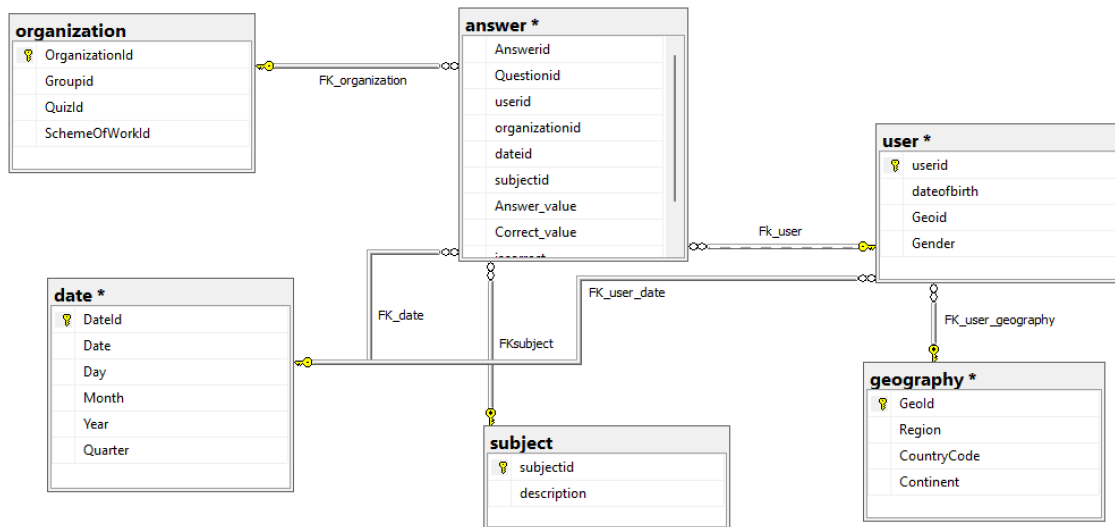 organization
OrganizationId
Groupid
QuizId
SchemeOfWorkId
FK_organization
answer *
Answerid
Questionid
userid
organizationid
dateid
subjectid
Answer_value
Correct_value
user *
userid
dateofbirth
Geoid
Gender
Fk_user
FK_user_date
FK_date
FKsubject
FK_user_geography
date *
DateId
Date
Day
Month
Year
Quarter
subject
subjectid
description
geography *
GeoId
Region
CountryCode
Continent